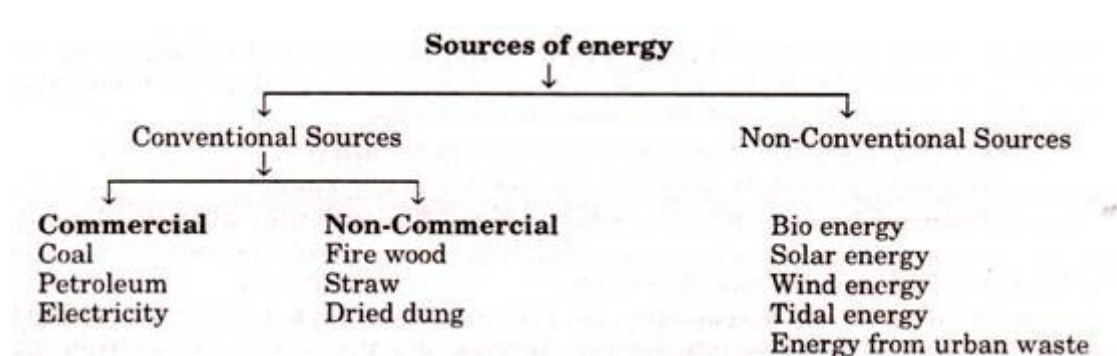 Sources of energy
Conventional Sources
Non-Conventional Sources
Commercial
Coal
Petroleum
Electricity
Non-Commercial
Fire wood
Straw
Dried dung
Bio energy
Solar energy
Wind energy
Tidal energy
Energy from urban waste